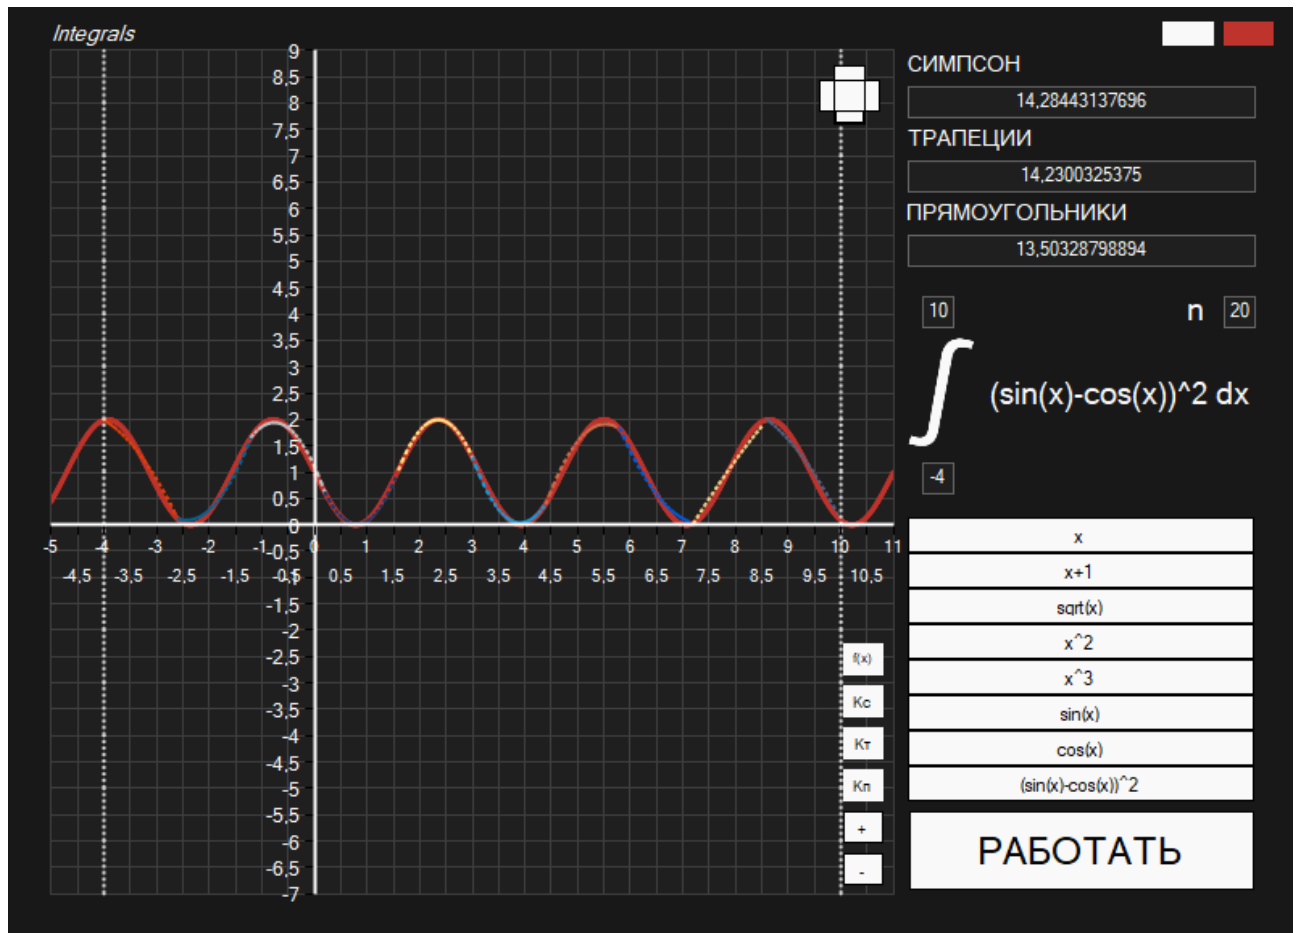 Integrals
9
8,5
8
7,5
7
6,5
6
5,5
5
4,5
4
3,5
3
2,5
2
1,5
1
0,5
0
-5 -4 -3 -2 -1 0 1 2 3 4 5 6 7 8 9 10 11
-0,5
-4,5 -3,5 -2,5 -1,5 -0,5 0,5 1,5 2,5 3,5 4,5 5,5 6,5 7,5 8,5 9,5 10,5
-1
-1,5
-2
-2,5
-3
-3,5
-4
-4,5
-5
-5,5
-6
-6,5
-7
f(x)
Кс
Кт
Кп
+
-
СИМПСОН
14,28443137696
ТРАПЕЦИИ
14,2300325375
ПРЯМОУГОЛЬНИКИ
13,50328798894
10 n 20
∫ (sin(x)-cos(x))^2 dx
-4
x
x+1
sqrt(x)
x^2
x^3
sin(x)
cos(x)
(sin(x)-cos(x))^2
РАБОТАТЬ